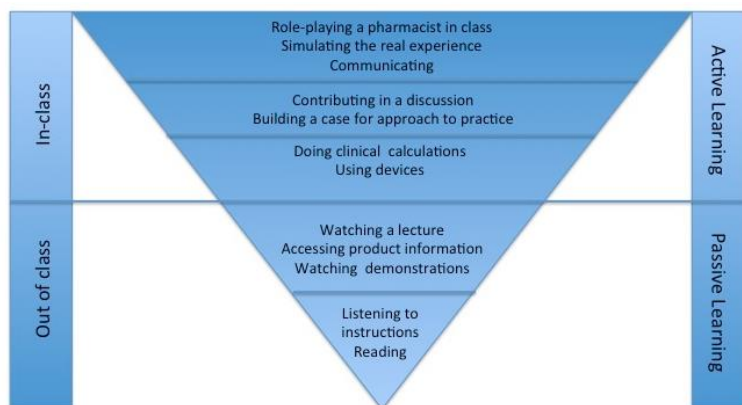 In-class
Out of class
Role-playing a pharmacist in class
Simulating the real experience
Communicating
Contributing in a discussion
Building a case for approach to practice
Doing clinical calculations
Using devices
Watching a lecture
Accessing product information
Watching demonstrations
Listening to
instructions
Reading
Active Learning
Passive Learning